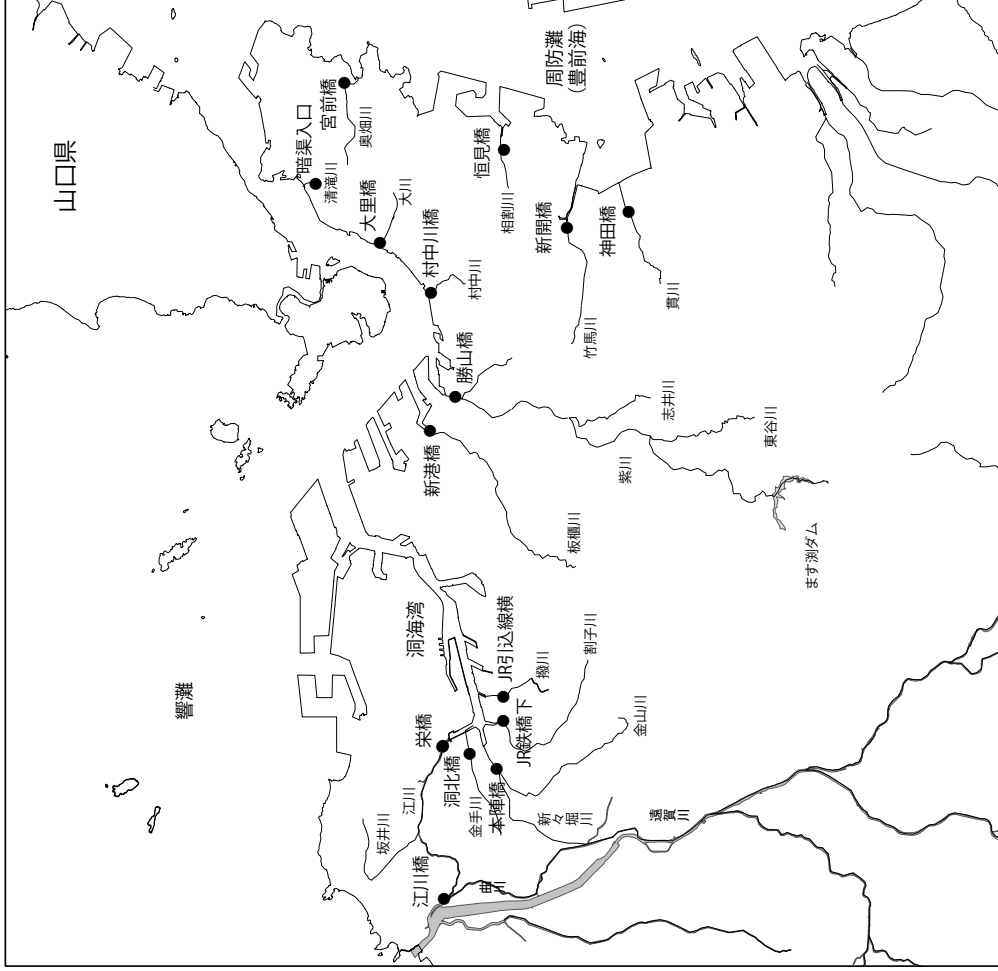 山口県
周防灘
(豊前海)
宮前橋
奥畑川
暗渠入口
清滝川
大里橋
大川
恒見橋
相割川
村中川橋
村中川
新開橋
竹馬川
神田橋
貫川
勝山橋
志井川
新港橋
紫川
東谷川
板櫃川
ます渕ダム
響灘
洞海湾
JR引込線横
撥川
割子川
栄橋
JR鉄橋下
金山川
洞北橋
金手川
本陣橋
江川
坂井川
新々堀川
遠賀川
江川橋
曲川